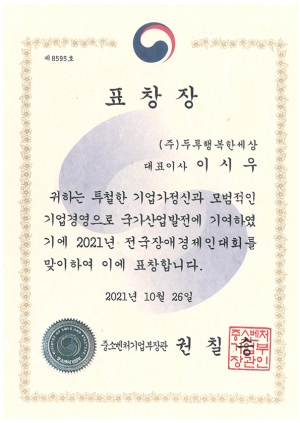 제 8595 호
표 창 장
(주)두룩행복한세상
대표이사 이 시 우
귀하는 투철한 기업가정신과 모범적인
기업경영으로 국가산업발전에 기여하였
기에 2021년 전국장애경제인대회를
맞이하여 이에 표창합니다.
2021년 10월 26일
중소벤처기업부장관 권 칠 승
중소벤처
기업부
장관인